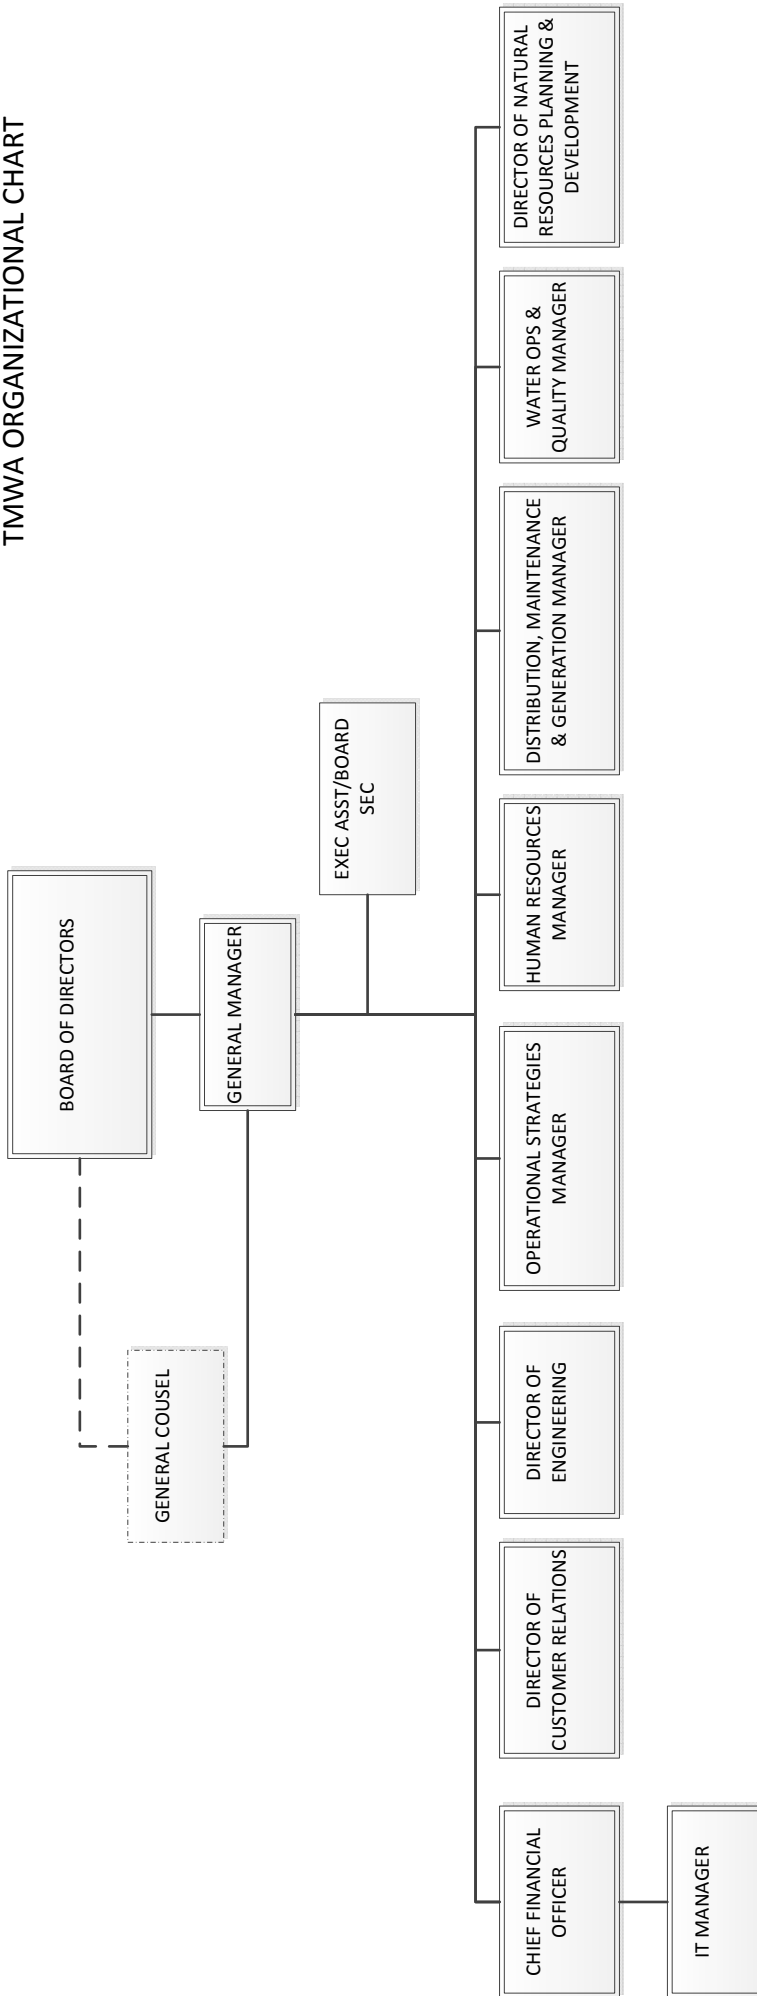 TMWA ORGANIZATIONAL CHART
BOARD OF DIRECTORS
GENERAL COUSEL
GENERAL MANAGER
EXEC ASST/BOARD
SEC
CHIEF FINANCIAL
OFFICER
DIRECTOR OF
CUSTOMER RELATIONS
DIRECTOR OF
ENGINEERING
OPERATIONAL STRATEGIES
MANAGER
HUMAN RESOURCES
MANAGER
DISTRIBUTION, MAINTENANCE
& GENERATION MANAGER
WATER OPS &
QUALITY MANAGER
DIRECTOR OF NATURAL
RESOURCES PLANNING &
DEVELOPMENT
IT MANAGER